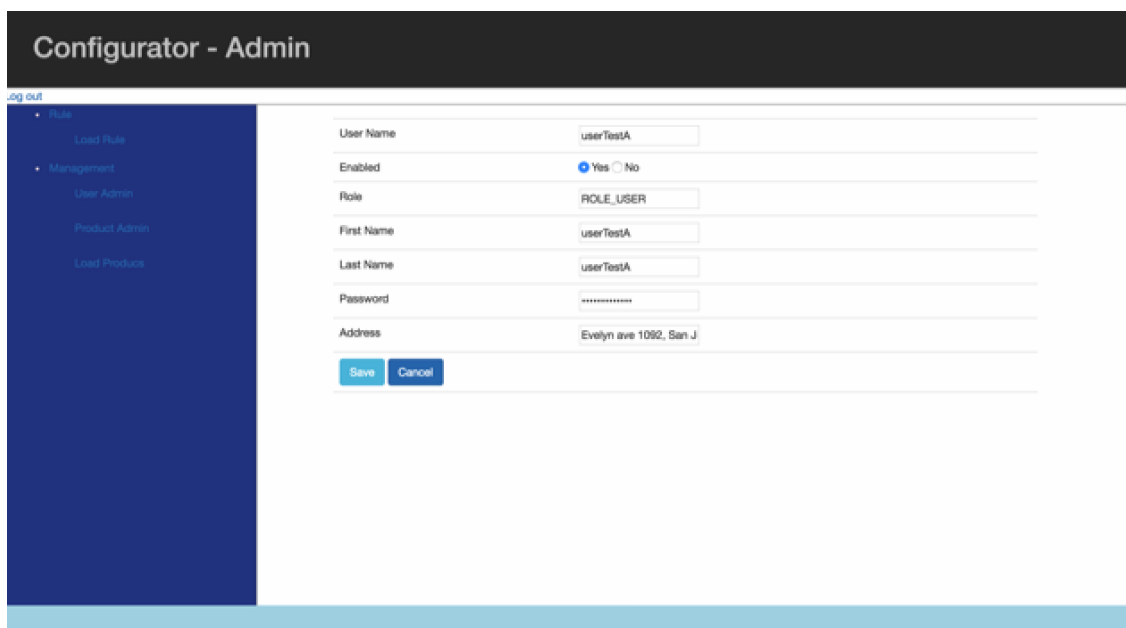 Configurator - Admin
Log out
Rule
Load Rule
Management
User Admin
Product Admin
Load Producs
User Name userTestA
Enabled Yes No
Role ROLE_USER
First Name userTestA
Last Name userTestA
Password ••••••••••••••
Address Evelyn ave 1092, San J
Save Cancel